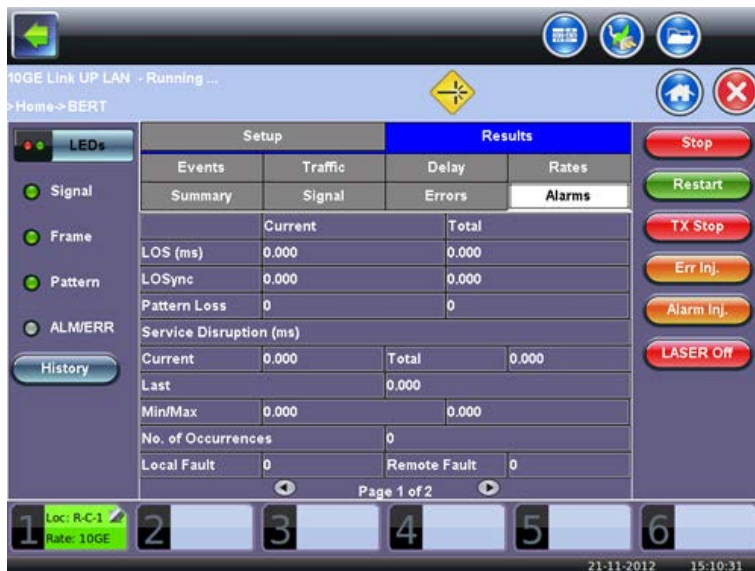 10GE Link UP LAN - Running ...
>Home->BERT
LEDs
Signal
Frame
Pattern
ALM/ERR
History
Setup Results
Events Traffic Delay Rates
Summary Signal Errors Alarms
Current Total
LOS (ms) 0.000 0.000
LOSync 0.000 0.000
Pattern Loss 0 0
Service Disruption (ms)
Current 0.000 Total 0.000
Last 0.000
Min/Max 0.000 0.000
No. of Occurrences 0
Local Fault 0 Remote Fault 0
Page 1 of 2
Stop
Restart
TX Stop
Err Inj.
Alarm Inj.
LASER Off
1 Loc: R-C-1
Rate: 10GE
2 3 4 5 6
21-11-2012 15:10:31